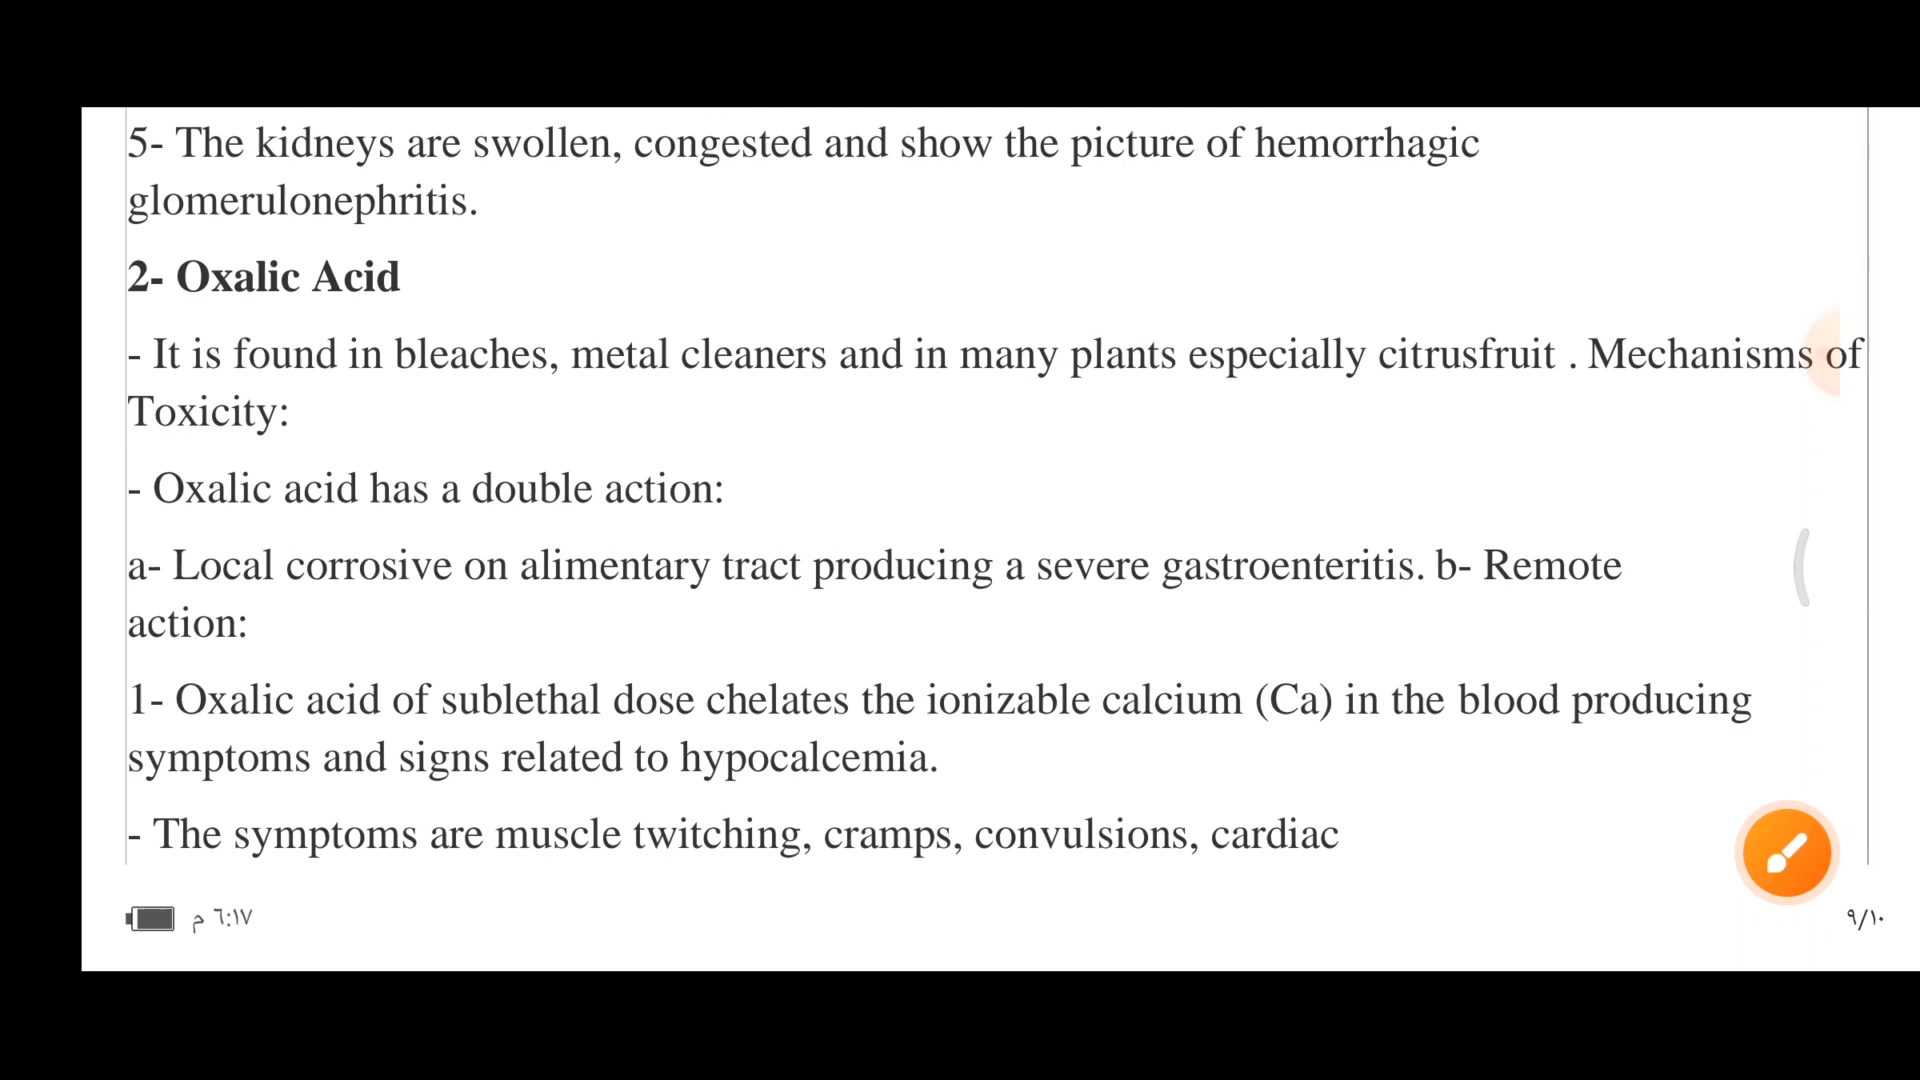 5- The kidneys are swollen, congested and show the picture of hemorrhagic
glomerulonephritis.
2- Oxalic Acid
- It is found in bleaches, metal cleaners and in many plants especially citrusfruit . Mechanisms of
Toxicity:
- Oxalic acid has a double action:
a- Local corrosive on alimentary tract producing a severe gastroenteritis. b- Remote
action:
1- Oxalic acid of sublethal dose chelates the ionizable calcium (Ca) in the blood producing
symptoms and signs related to hypocalcemia.
- The symptoms are muscle twitching, cramps, convulsions, cardiac
٦:١٧ م
٩/١٠